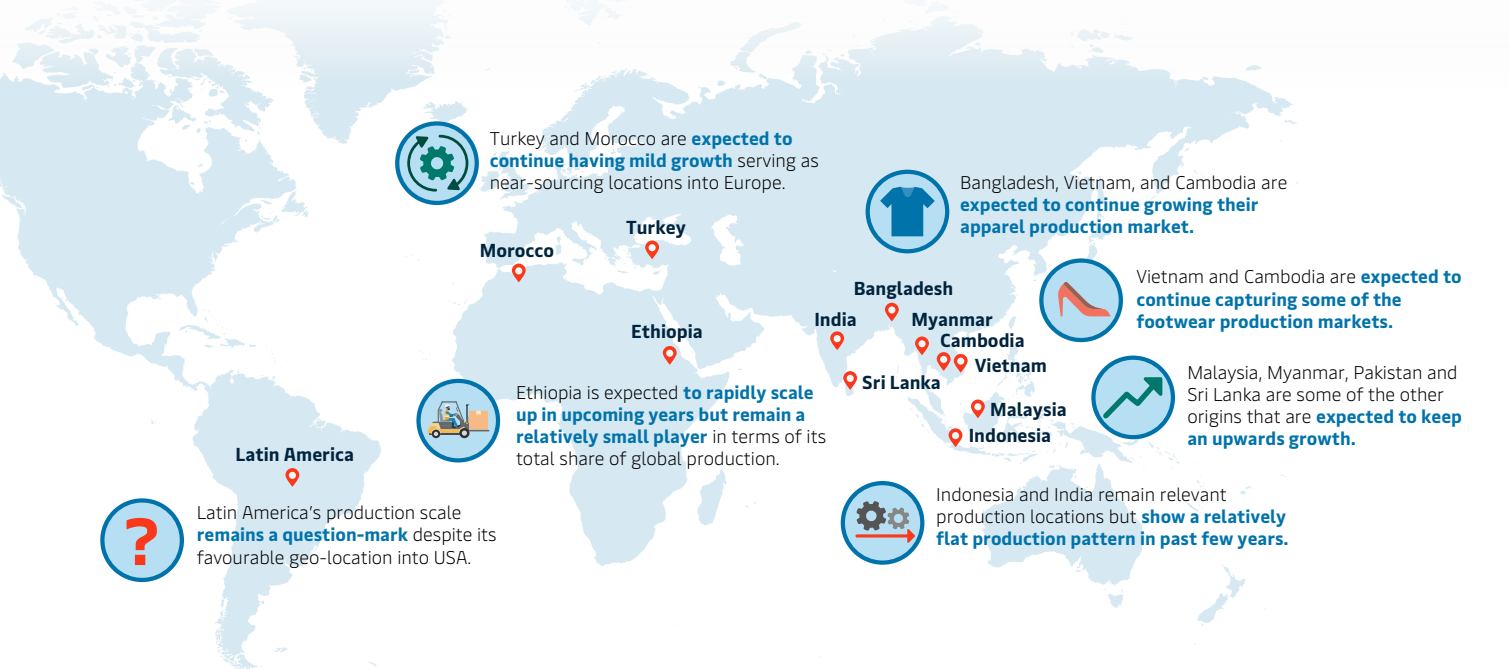 Turkey and Morocco are expected to
continue having mild growth serving as
near-sourcing locations into Europe.
Bangladesh, Vietnam, and Cambodia are
expected to continue growing their
apparel production market.
Turkey
Morocco
Vietnam and Cambodia are expected to
continue capturing some of the
footwear production markets.
Bangladesh
India
Myanmar
Cambodia
Vietnam
Sri Lanka
Ethiopia
Malaysia, Myanmar, Pakistan and
Sri Lanka are some of the other
origins that are expected to keep
an upwards growth.
Ethiopia is expected to rapidly scale
up in upcoming years but remain a
relatively small player in terms of its
total share of global production.
Malaysia
Indonesia
Latin America
Latin America's production scale
remains a question-mark despite its
favourable geo-location into USA.
?
Indonesia and India remain relevant
production locations but show a relatively
flat production pattern in past few years.